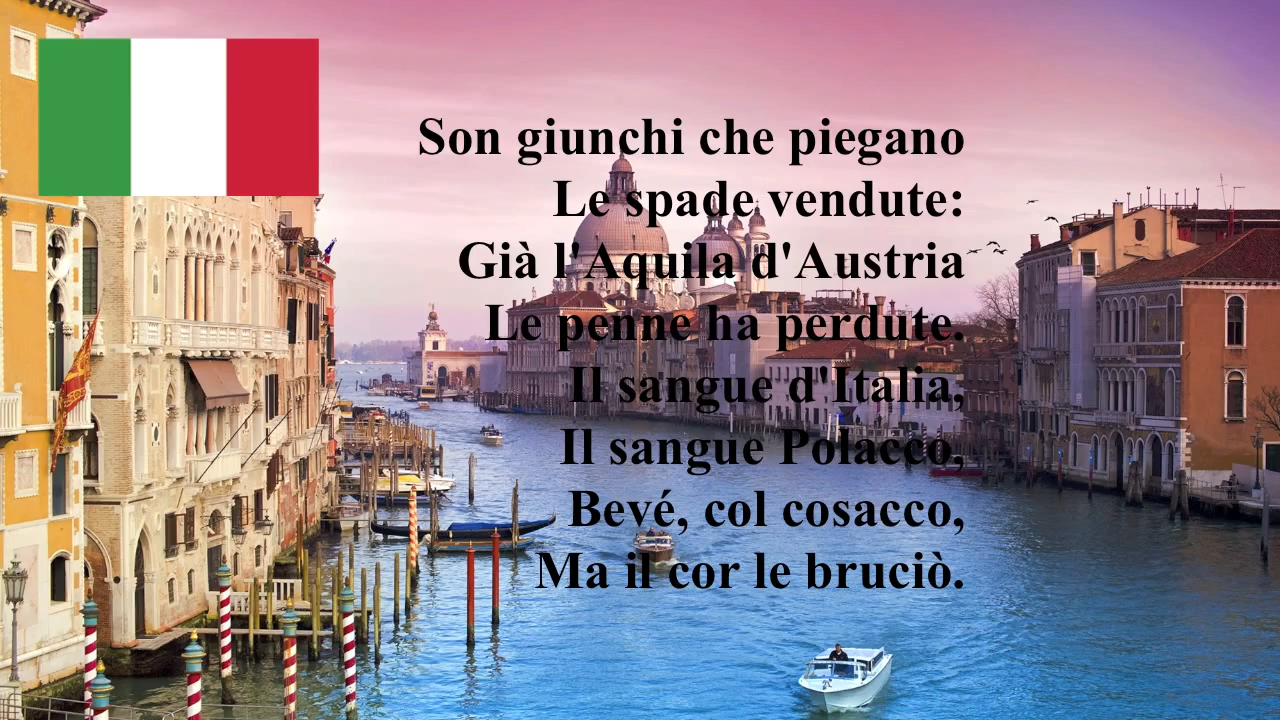 Son giunchi che piegano
Le spade vendute:
Già l'Aquila d'Austria
Le penne ha perdute.
Il sangue d'Italia,
Il sangue Polacco,
Bevé, col cosacco,
Ma il cor le bruciò.